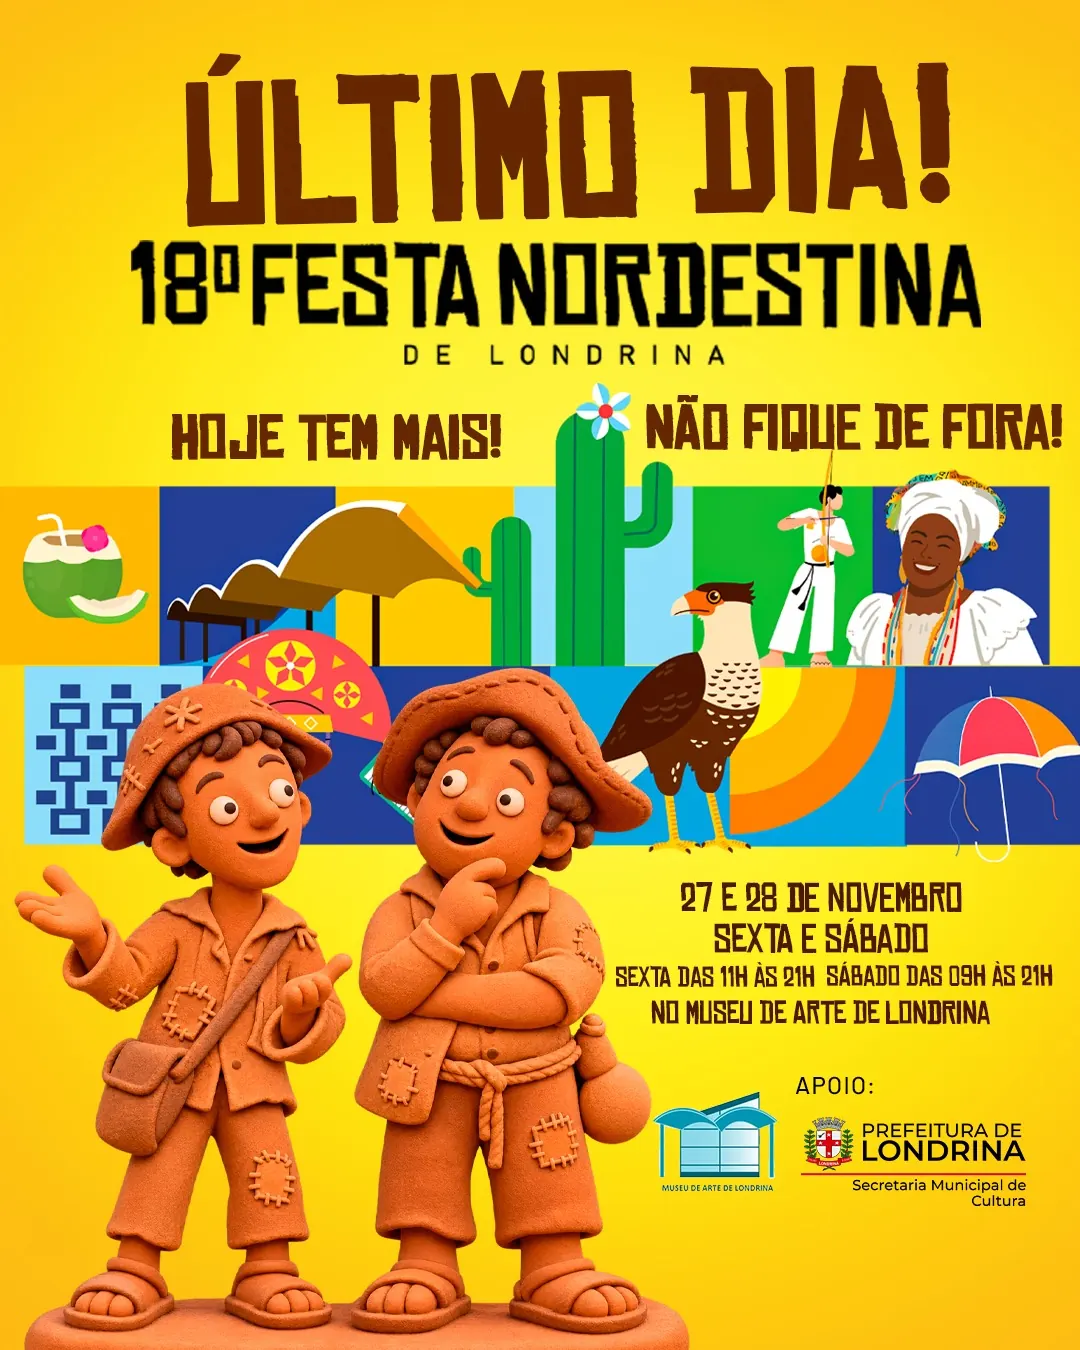 ÚLTIMO DIA!
18º FESTA NORDESTINA
DE LONDRINA
HOJE TEM MAIS!
NÃO FIQUE DE FORA!
27 E 28 DE NOVEMBRO
SEXTA E SÁBADO
SEXTA DAS 11H ÀS 21H SÁBADO DAS 09H ÀS 21H
NO MUSEU DE ARTE DE LONDRINA
APOIO:
MUSEU DE ARTE DE LONDRINA
LONDRINA
PREFEITURA DE
LONDRINA
Secretaria Municipal de
Cultura